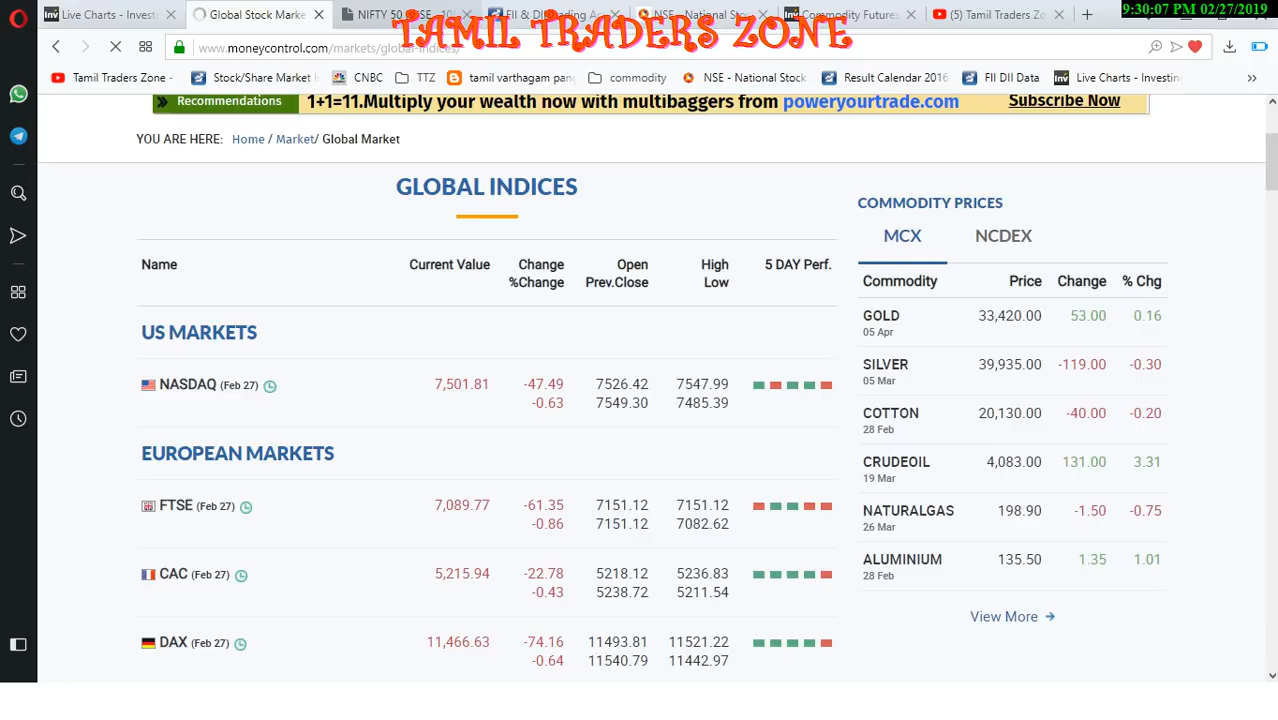 9:30:07 PM 02/27/2019
Live Charts - Invest
Global Stock Marke
NIFTY 50
FII & DII
NSE - National Sto
Commodity Futures
(5) Tamil Traders Zo
TAMIL TRADERS ZONE
www.moneycontrol.com/markets/global-indices/
Tamil Traders Zone -
Stock/Share Market I
CNBC
TTZ
tamil varthagam pan
commodity
NSE - National Stock
Result Calendar 2016
FII DII Data
Live Charts - Investin
Recommendations
1+1=11.Multiply your wealth now with multibaggers from poweryourtrade.com
Subscribe Now
YOU ARE HERE: Home / Market/ Global Market
GLOBAL INDICES
Name Current Value Change Open High 5 DAY Perf.
%Change Prev.Close Low
US MARKETS
NASDAQ (Feb 27) 7,501.81 -47.49 7526.42 7547.99
-0.63 7549.30 7485.39
EUROPEAN MARKETS
FTSE (Feb 27) 7,089.77 -61.35 7151.12 7151.12
-0.86 7151.12 7082.62
CAC (Feb 27) 5,215.94 -22.78 5218.12 5236.83
-0.43 5238.72 5211.54
DAX (Feb 27) 11,466.63 -74.16 11493.81 11521.22
-0.64 11540.79 11442.97
COMMODITY PRICES
MCX NCDEX
Commodity Price Change % Chg
GOLD 33,420.00 53.00 0.16
05 Apr
SILVER 39,935.00 -119.00 -0.30
05 Mar
COTTON 20,130.00 -40.00 -0.20
28 Feb
CRUDEOIL 4,083.00 131.00 3.31
19 Mar
NATURALGAS 198.90 -1.50 -0.75
26 Mar
ALUMINIUM 135.50 1.35 1.01
28 Feb
View More